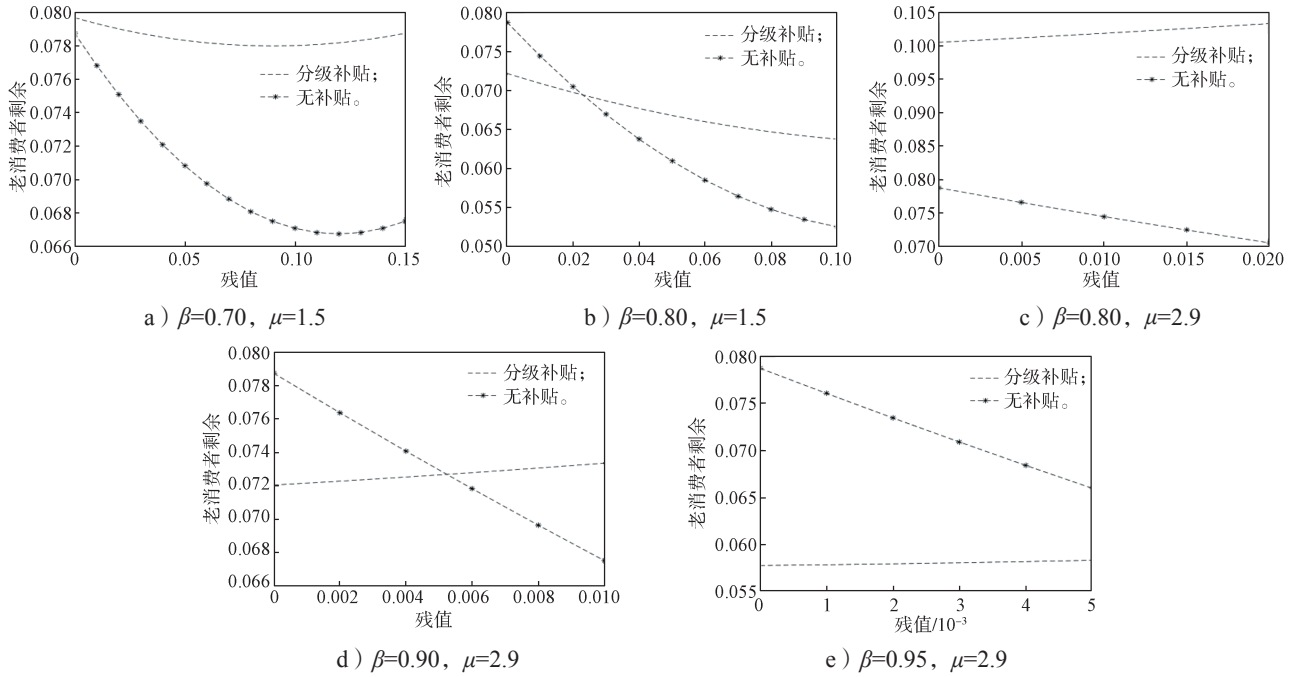 0.080
0.078
0.076
0.074
0.072
0.070
0.068
0.066
老消费者剩余
分级补贴；
无补贴。
0
0.05
0.10
0.15
残值
a）β=0.70，μ=1.5
0.080
0.075
0.070
0.065
0.060
0.055
0.050
老消费者剩余
分级补贴；
无补贴。
0
0.02
0.04
0.06
0.08
0.10
残值
b）β=0.80，μ=1.5
0.105
0.100
0.095
0.090
0.085
0.080
0.075
0.070
老消费者剩余
分级补贴；
无补贴。
0
0.005
0.010
0.015
0.020
残值
c）β=0.80，μ=2.9
0.080
0.078
0.076
0.074
0.072
0.070
0.068
0.066
老消费者剩余
分级补贴；
无补贴。
0
0.002
0.004
0.006
0.008
0.010
残值
d）β=0.90，μ=2.9
0.080
0.075
0.070
0.065
0.060
0.055
老消费者剩余
分级补贴；
无补贴。
0
1
2
3
4
5
残值/10⁻³
e）β=0.95，μ=2.9